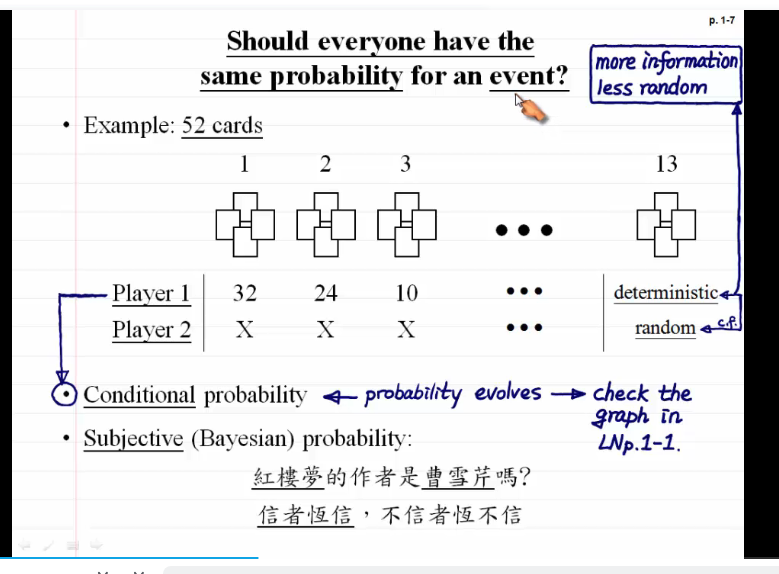 p. 1-7
Should everyone have the
same probability for an event?
more information
less random
• Example: 52 cards
1 2 3 13
• • •
Player 1 32 24 10 • • • deterministic
Player 2 X X X • • • random c.f.
• Conditional probability ← probability evolves → check the
graph in
LNp.1-1.
• Subjective (Bayesian) probability:
紅樓夢的作者是曹雪芹嗎?
信者恆信，不信者恆不信